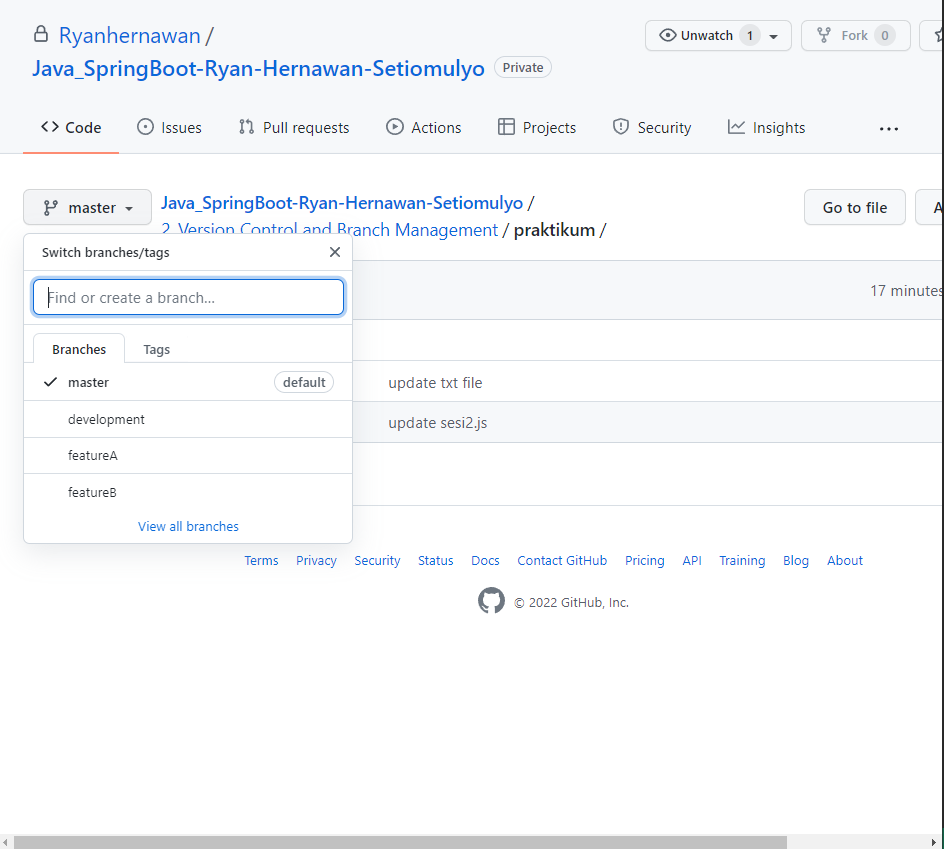 Ryanhernawan /
Unwatch 1
Fork 0
Java_SpringBoot-Ryan-Hernawan-Setiomulyo Private
Code Issues Pull requests Actions Projects Security Insights ...
master
Java_SpringBoot-Ryan-Hernawan-Setiomulyo /
2_Version Control and Branch Management / praktikum /
Go to file
A
Switch branches/tags
Find or create a branch...
17 minutes
Branches Tags
master default
update txt file
development
update sesi2.js
featureA
featureB
View all branches
Terms Privacy Security Status Docs Contact GitHub Pricing API Training Blog About
© 2022 GitHub, Inc.